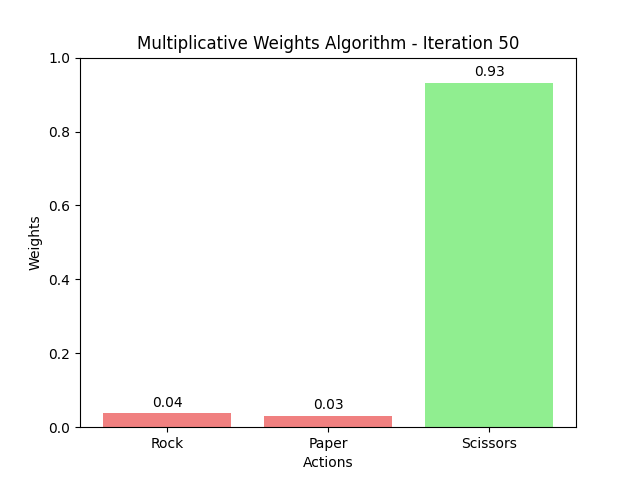 Multiplicative Weights Algorithm - Iteration 50
1.0
0.8
0.6
0.4
0.2
0.0
Weights
0.04
0.03
0.93
Rock
Paper
Scissors
Actions